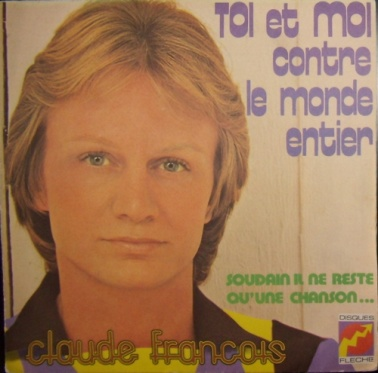 TOI et MOI
contre
le monde
entier
SOUDAIN IL NE RESTE
QU'UNE CHANSON...
DISQUES
FLECHE
claude françois